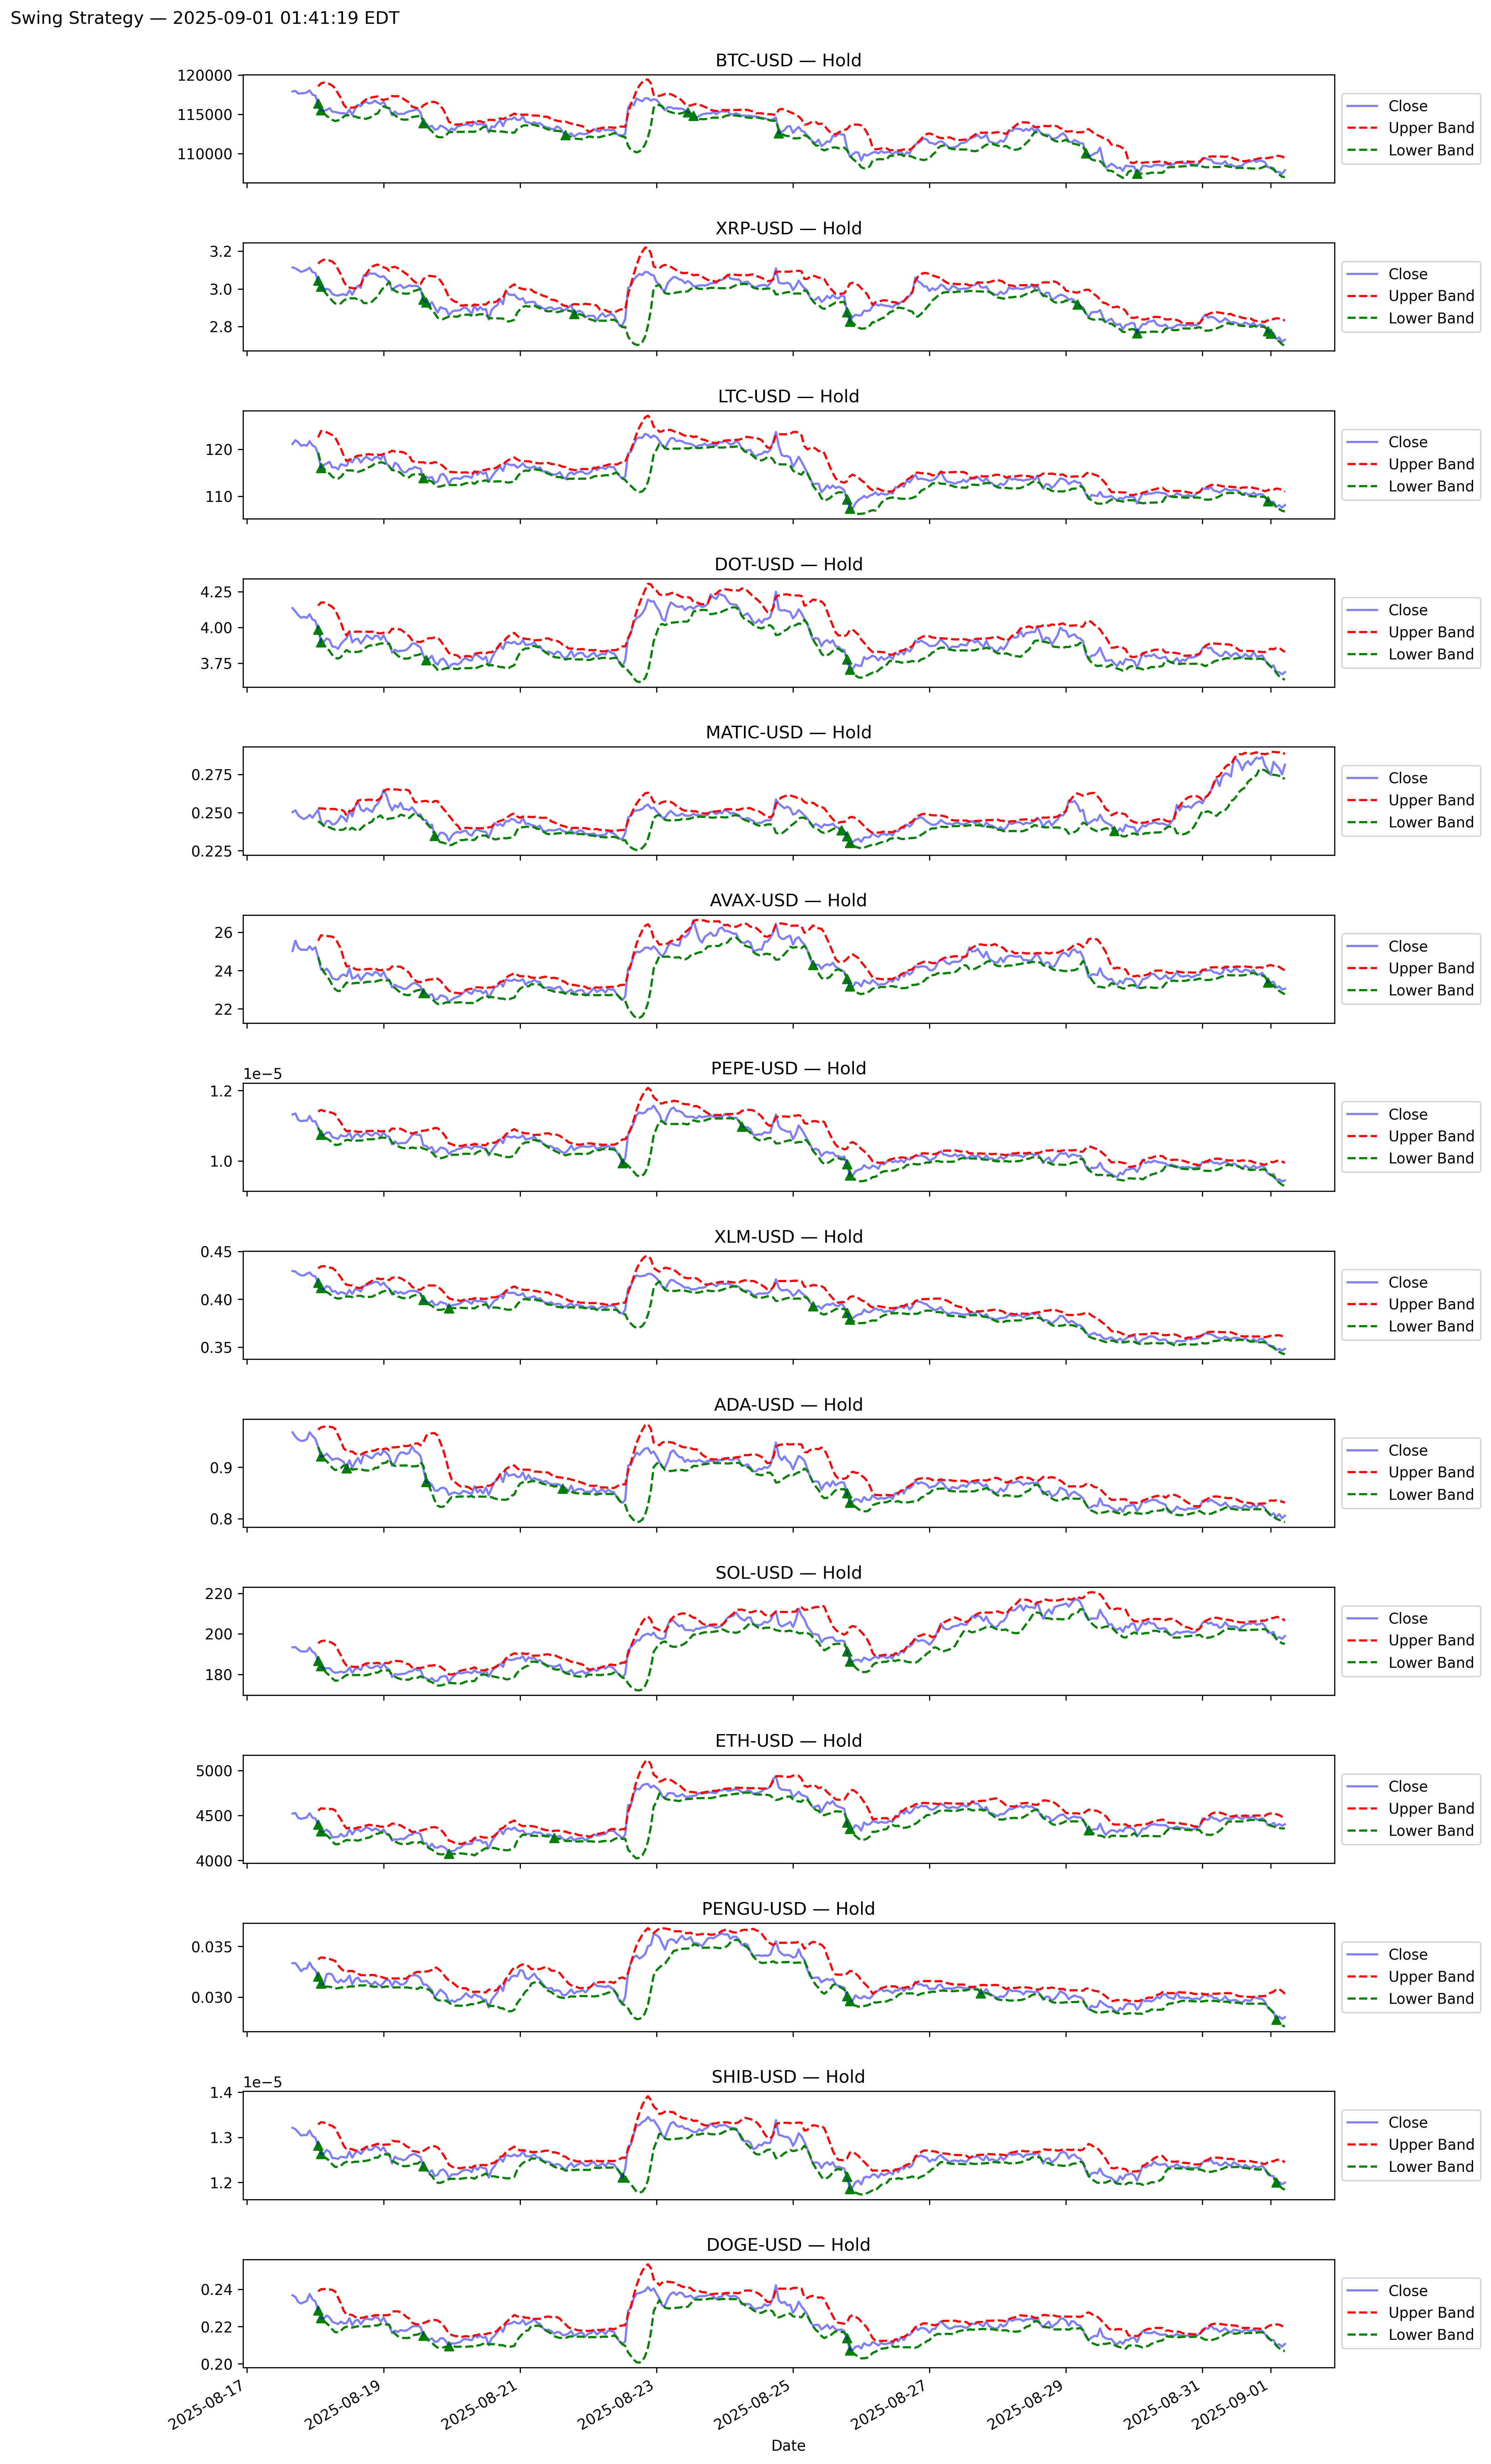 Swing Strategy — 2025-09-01 01:41:19 EDT
BTC-USD — Hold
120000
115000
110000
Close
Upper Band
Lower Band
XRP-USD — Hold
3.2
3.0
2.8
Close
Upper Band
Lower Band
LTC-USD — Hold
120
110
Close
Upper Band
Lower Band
DOT-USD — Hold
4.25
4.00
3.75
Close
Upper Band
Lower Band
MATIC-USD — Hold
0.275
0.250
0.225
Close
Upper Band
Lower Band
AVAX-USD — Hold
26
24
22
Close
Upper Band
Lower Band
PEPE-USD — Hold
1e−5
1.2
1.0
Close
Upper Band
Lower Band
XLM-USD — Hold
0.45
0.40
0.35
Close
Upper Band
Lower Band
ADA-USD — Hold
0.9
0.8
Close
Upper Band
Lower Band
SOL-USD — Hold
220
200
180
Close
Upper Band
Lower Band
ETH-USD — Hold
5000
4500
4000
Close
Upper Band
Lower Band
PENGU-USD — Hold
0.035
0.030
Close
Upper Band
Lower Band
SHIB-USD — Hold
1e−5
1.4
1.3
1.2
Close
Upper Band
Lower Band
DOGE-USD — Hold
0.24
0.22
0.20
Close
Upper Band
Lower Band
2025-08-17
2025-08-19
2025-08-21
2025-08-23
2025-08-25
2025-08-27
2025-08-29
2025-08-31
2025-09-01
Date